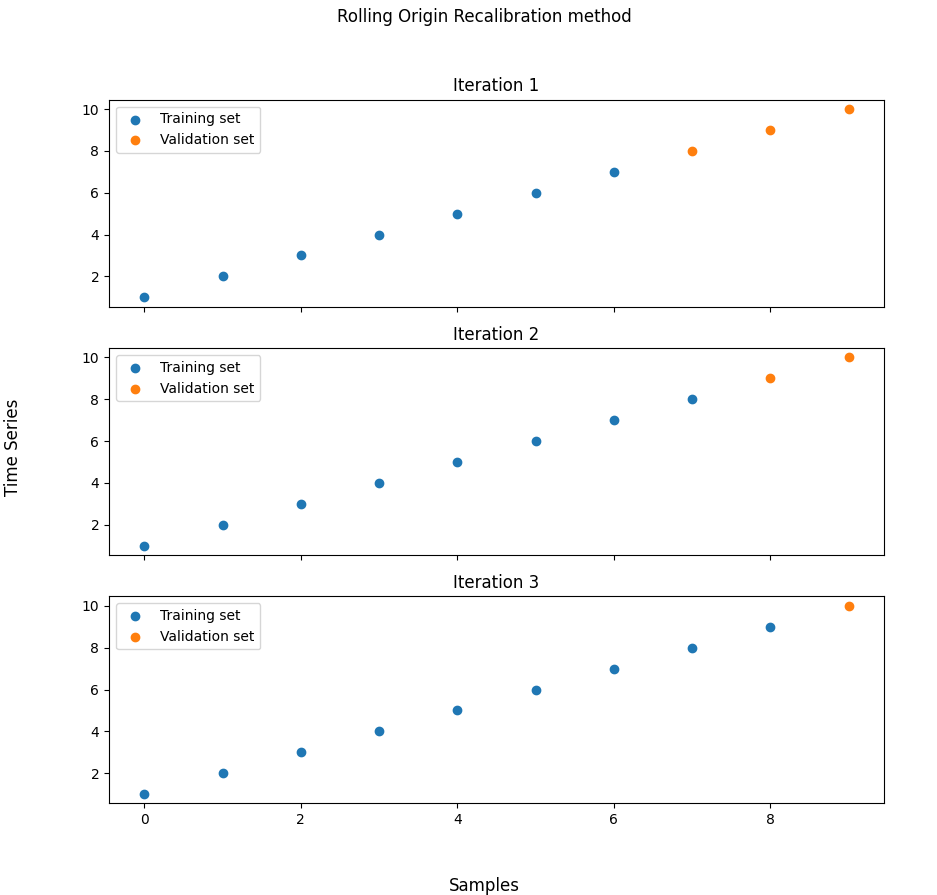 Rolling Origin Recalibration method
Iteration 1
Training set
Validation set
10
8
6
4
2
Iteration 2
Training set
Validation set
10
8
6
4
2
Time Series
Iteration 3
Training set
Validation set
10
8
6
4
2
0 2 4 6 8
Samples